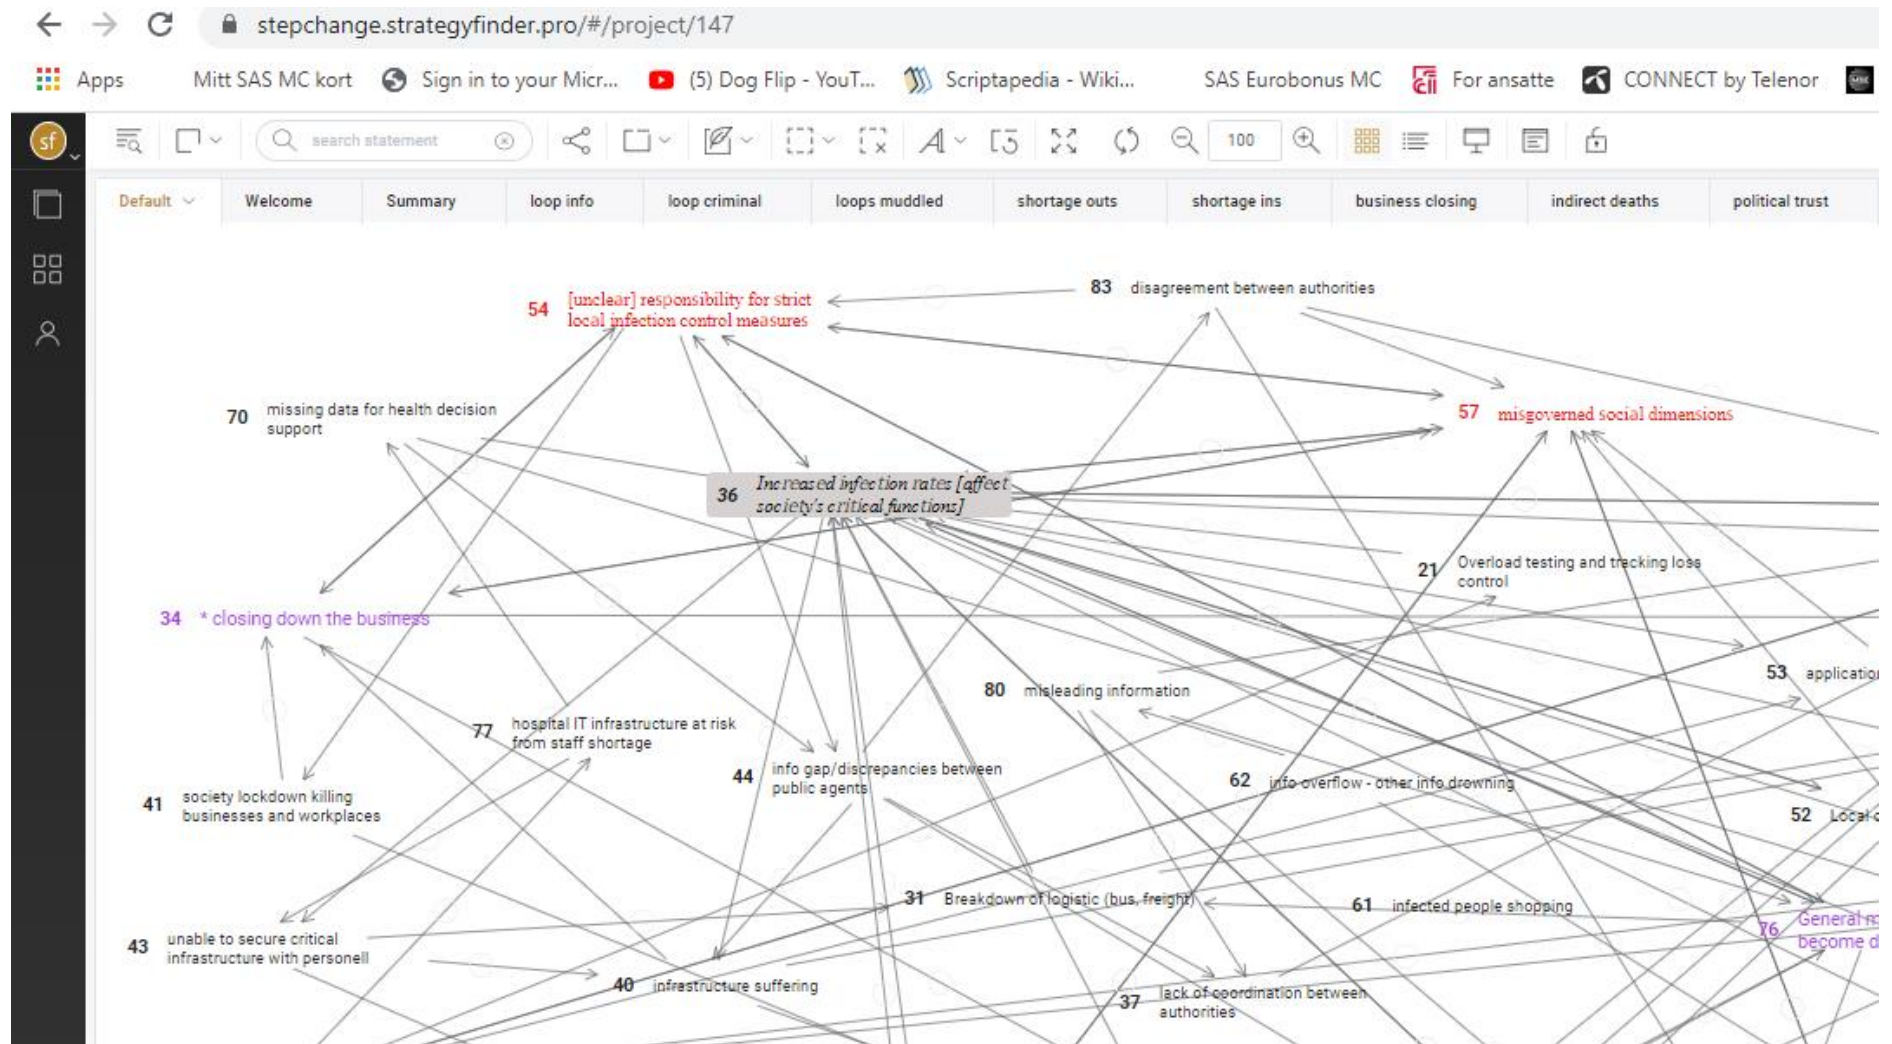 stepchange.strategyfinder.pro/#/project/147
Apps
Mitt SAS MC kort
Sign in to your Micr...
(5) Dog Flip - YouT...
Scriptapedia - Wiki...
SAS Eurobonus MC
For ansatte
CONNECT by Telenor
sf
search statement
100
Default
Welcome
Summary
loop info
loop criminal
loops muddled
shortage outs
shortage ins
business closing
indirect deaths
political trust
83 disagreement between authorities
54 [unclear] responsibility for strict
local infection control measures
57 misgoverned social dimensions
70 missing data for health decision
support
36 Increased infection rates [affect
society's critical functions]
21 Overload testing and tracking loss
control
34 * closing down the business
53 application
80 misleading information
77 hospital IT infrastructure at risk
from staff shortage
44 info gap/discrepancies between
public agents
62 info overflow - other info drowning
41 society lockdown killing
businesses and workplaces
52 Local
31 Breakdown of logistic (bus, freight)
61 infected people shopping
76 General
become
43 unable to secure critical
infrastructure with personell
40 infrastructure suffering
37 lack of coordination between
authorities